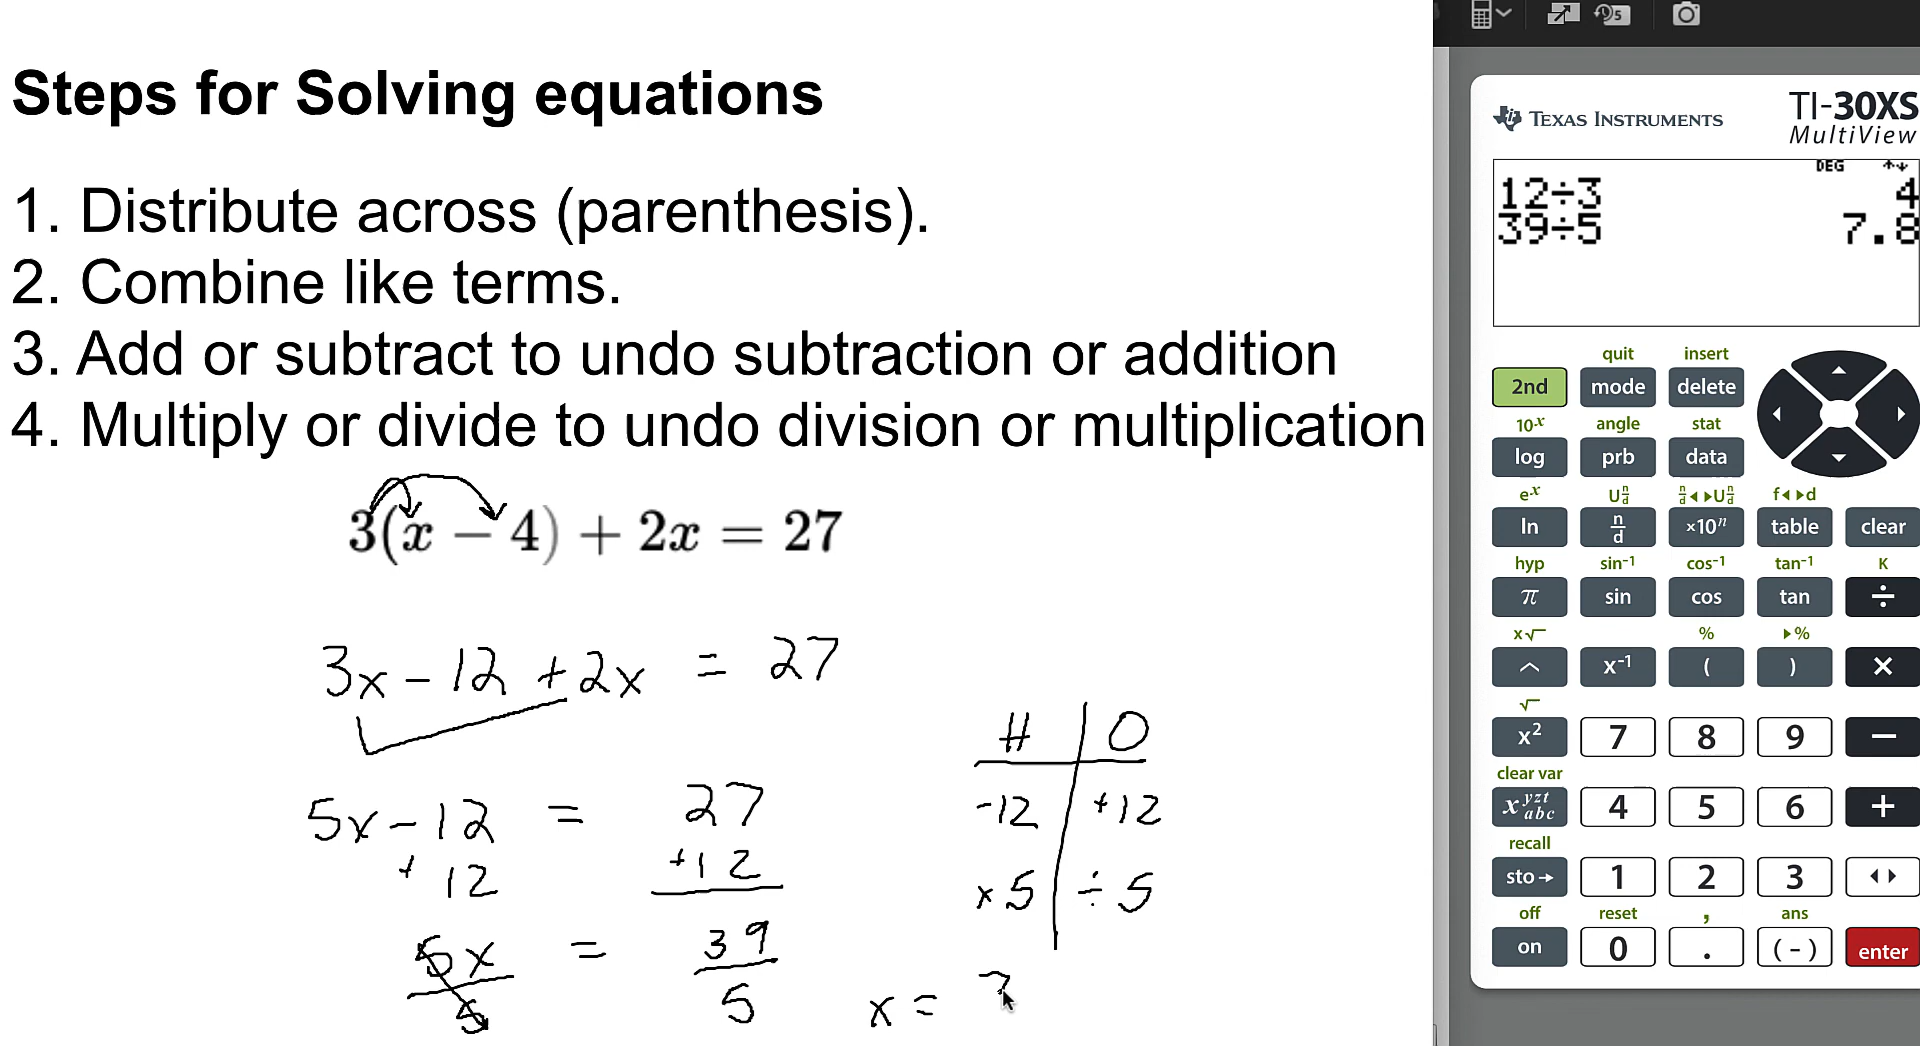 Steps for Solving equations
1. Distribute across (parenthesis).
2. Combine like terms.
3. Add or subtract to undo subtraction or addition
4. Multiply or divide to undo division or multiplication
3(x − 4) + 2x = 27
3x − 12 + 2x = 27
5x − 12 = 27
+ 12 +12
5x = 39
5 5
x =
# O
-12 +12
×5 ÷5
TEXAS INSTRUMENTS
TI-30XS
MultiView
DEG
12÷3 4
39÷5 7.8
quit insert
2nd mode delete
10^x angle stat
log prb data
e^x U n/d n/d ◂▸ U n/d f◂▸d
ln n/d ×10^n table clear
hyp sin⁻¹ cos⁻¹ tan⁻¹ K
π sin cos tan ÷
x√ % ▸%
^ x⁻¹ ( ) ×
√
x² 7 8 9 −
clear var
x yzt abc 4 5 6 +
recall
sto→ 1 2 3 ◂▸
off reset , ans
on 0 . (-) enter